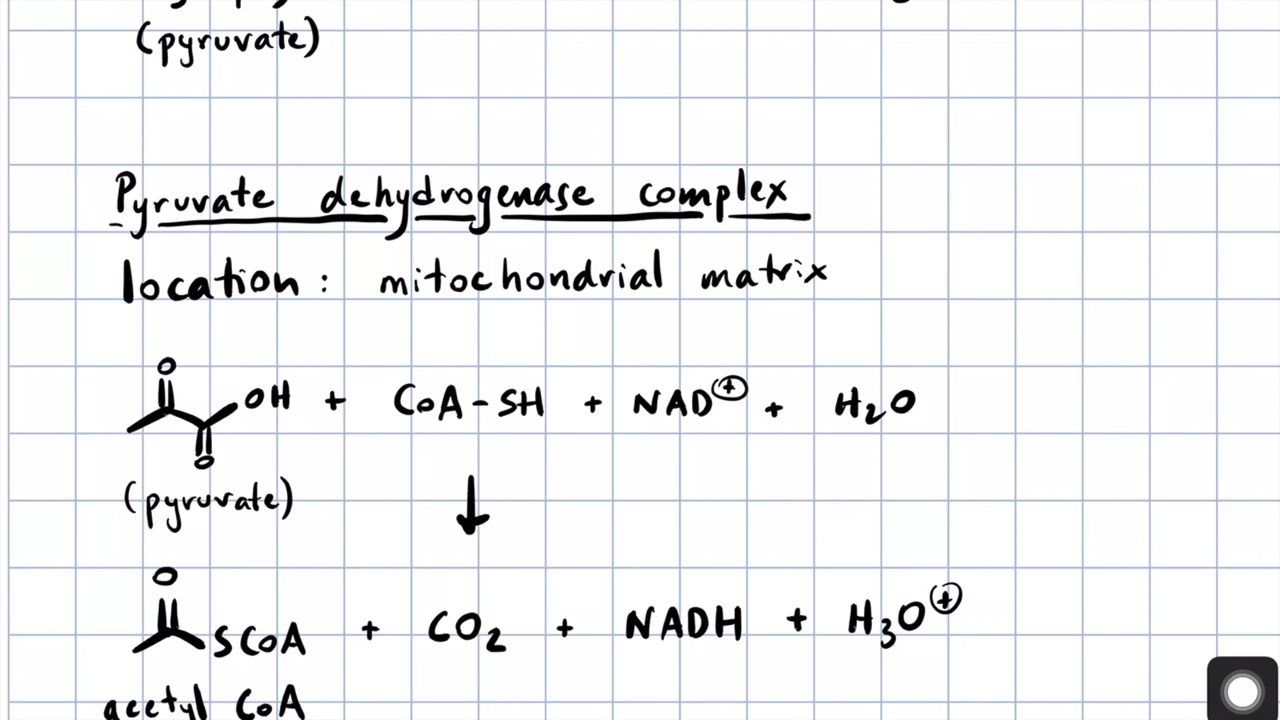 (pyruvate)
Pyruvate dehydrogenase complex
location: mitochondrial matrix
O
OH + CoA-SH + NAD⊕ + H₂O
O
(pyruvate)
↓
O
SCoA + CO₂ + NADH + H₃O⊕
acetyl CoA